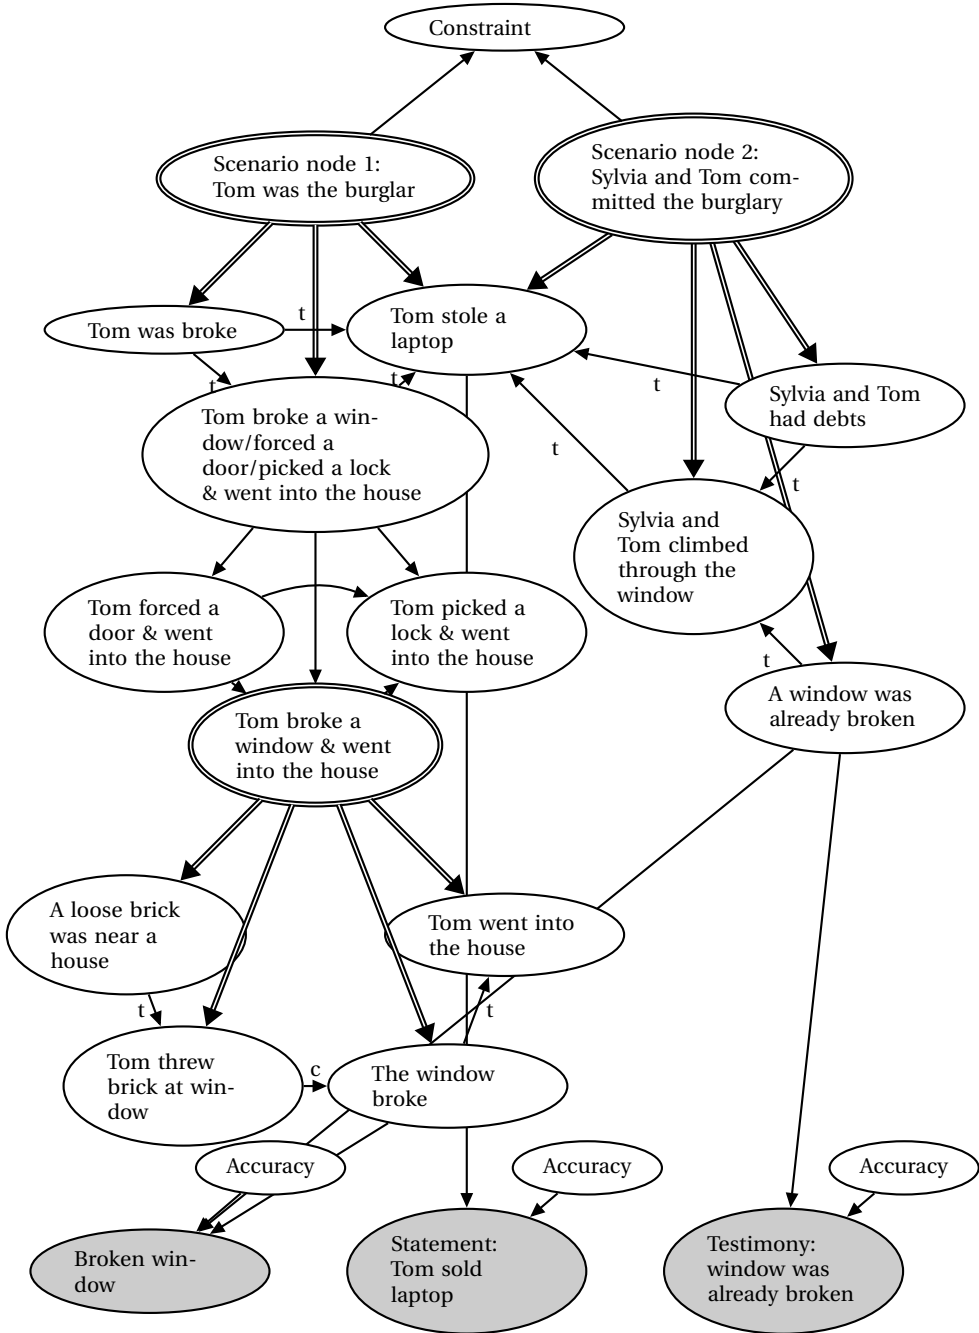 Constraint
Scenario node 1:
Tom was the burglar
Scenario node 2:
Sylvia and Tom com-
mitted the burglary
Tom was broke
t
Tom stole a
laptop
t
t
t
Sylvia and Tom
had debts
Tom broke a win-
dow/forced a
door/picked a lock
& went into the house
t
t
Sylvia and
Tom climbed
through the
window
Tom forced a
door & went
into the house
Tom picked a
lock & went
into the house
t
Tom broke a
window & went
into the house
A window was
already broken
A loose brick
was near a
house
Tom went into
the house
t
t
Tom threw
brick at win-
dow
c
The window
broke
Accuracy
Accuracy
Accuracy
Broken win-
dow
Statement:
Tom sold
laptop
Testimony:
window was
already broken